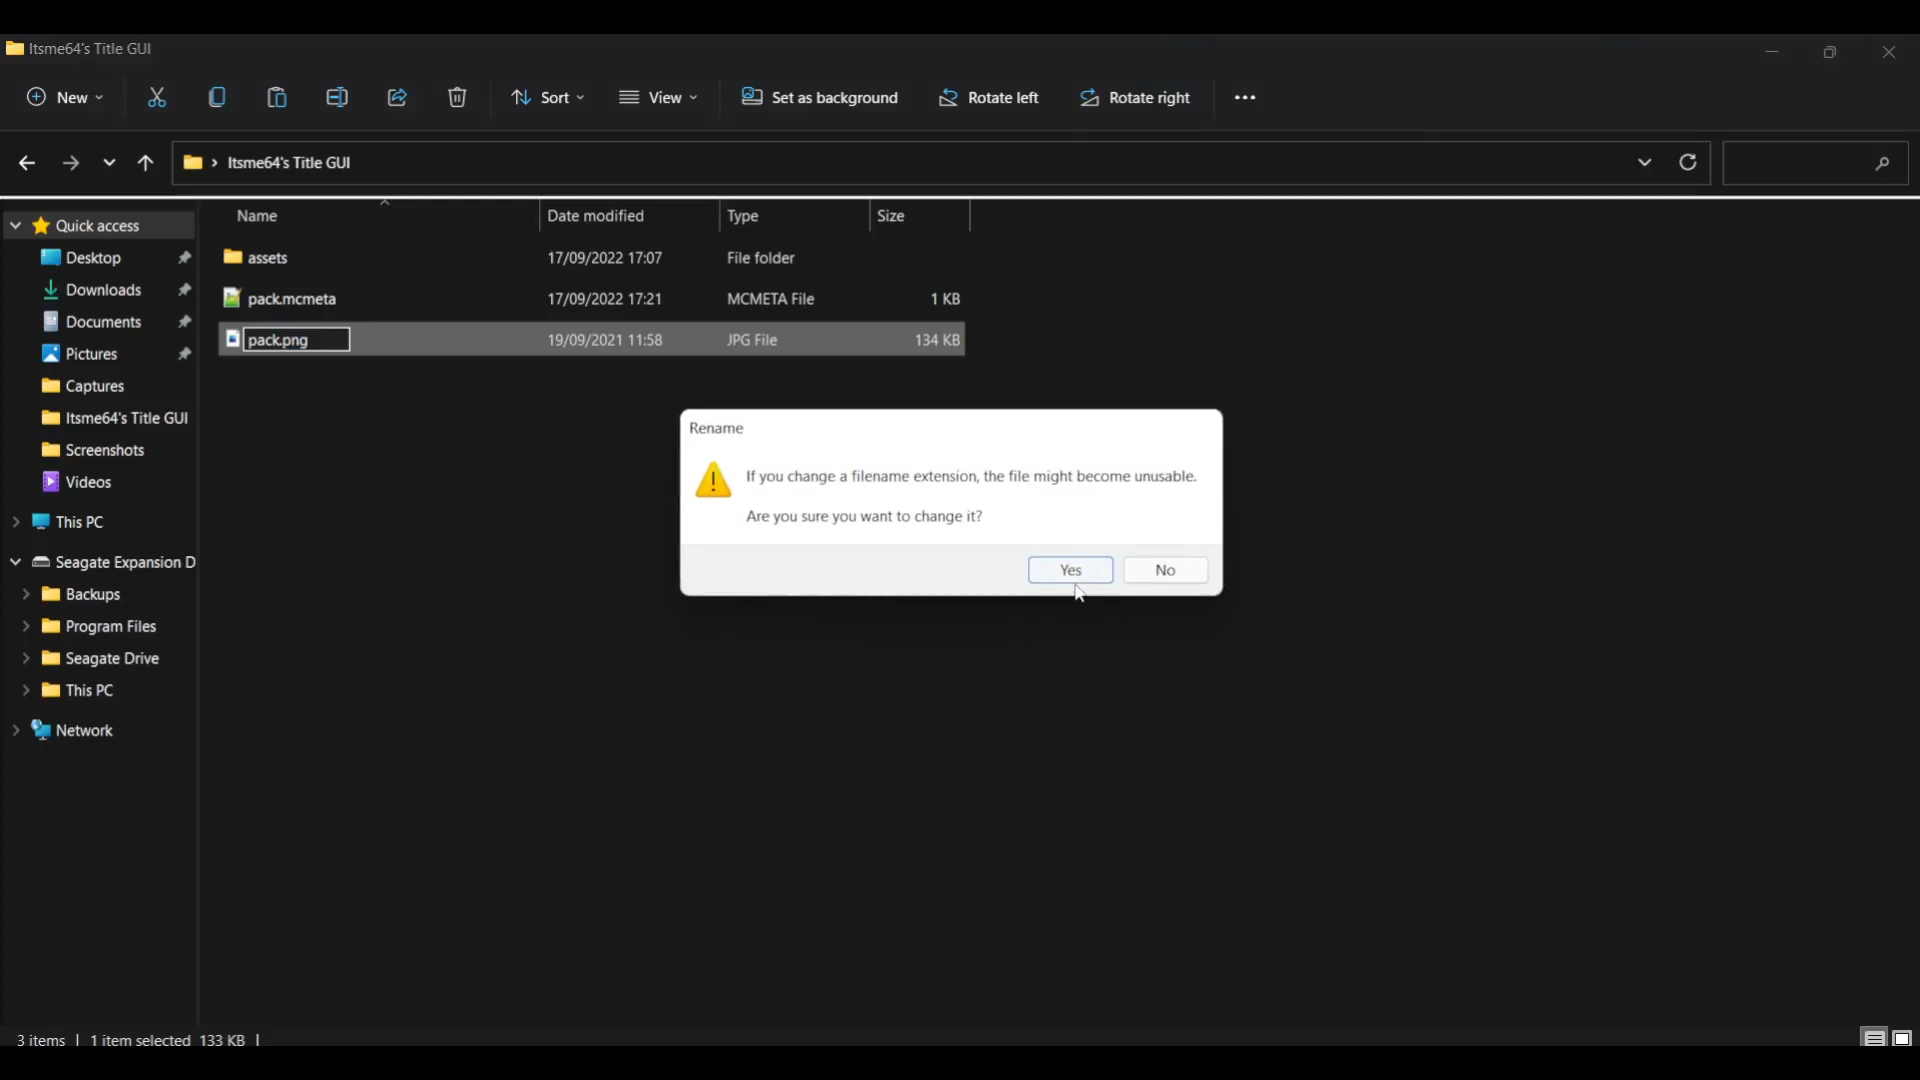 Itsme64's Title GUI
New Sort View Set as background Rotate left Rotate right
Itsme64's Title GUI
Name Date modified Type Size
Quick access
Desktop
Downloads
Documents
Pictures
Captures
Itsme64's Title GUI
Screenshots
Videos
This PC
Seagate Expansion D
Backups
Program Files
Seagate Drive
This PC
Network
assets 17/09/2022 17:07 File folder
pack.mcmeta 17/09/2022 17:21 MCMETA File 1 KB
pack.png 19/09/2021 11:58 JPG File 134 KB
Rename
If you change a filename extension, the file might become unusable.
Are you sure you want to change it?
Yes No
3 items 1 item selected 133 KB